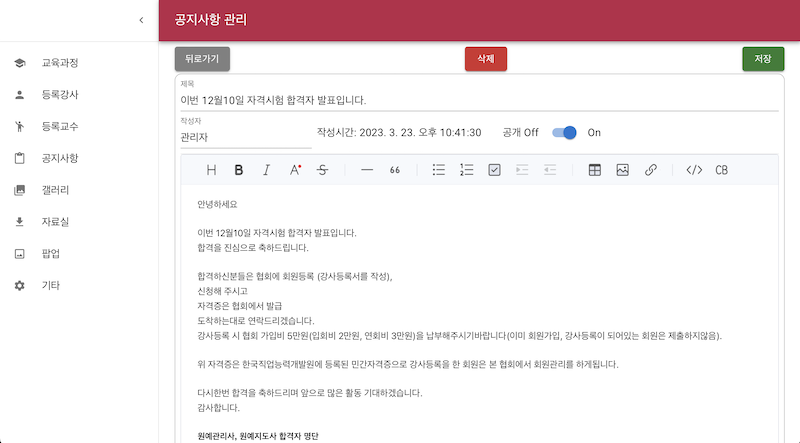 공지사항 관리
뒤로가기
삭제
저장
교육과정
등록강사
등록교수
공지사항
갤러리
자료실
팝업
기타
제목
이번 12월10일 자격시험 합격자 발표입니다.
작성자
관리자
작성시간: 2023. 3. 23. 오후 10:41:30
공개 Off
On
H B I A S — 66 </> CB
안녕하세요
이번 12월10일 자격시험 합격자 발표입니다.
합격을 진심으로 축하드립니다.
합격하신분들은 협회에 회원등록 (강사등록서를 작성),
신청해 주시고
자격증은 협회에서 발급
도착하는대로 연락드리겠습니다.
강사등록 시 협회 가입비 5만원(입회비 2만원, 연회비 3만원)을 납부해주시기바랍니다(이미 회원가입, 강사등록이 되어있는 회원은 제출하지않음).
위 자격증은 한국직업능력개발원에 등록된 민간자격증으로 강사등록을 한 회원은 본 협회에서 회원관리를 하게됩니다.
다시한번 합격을 축하드리며 앞으로 많은 활동 기대하겠습니다.
감사합니다.
원예관리사, 원예지도사 합격자 명단